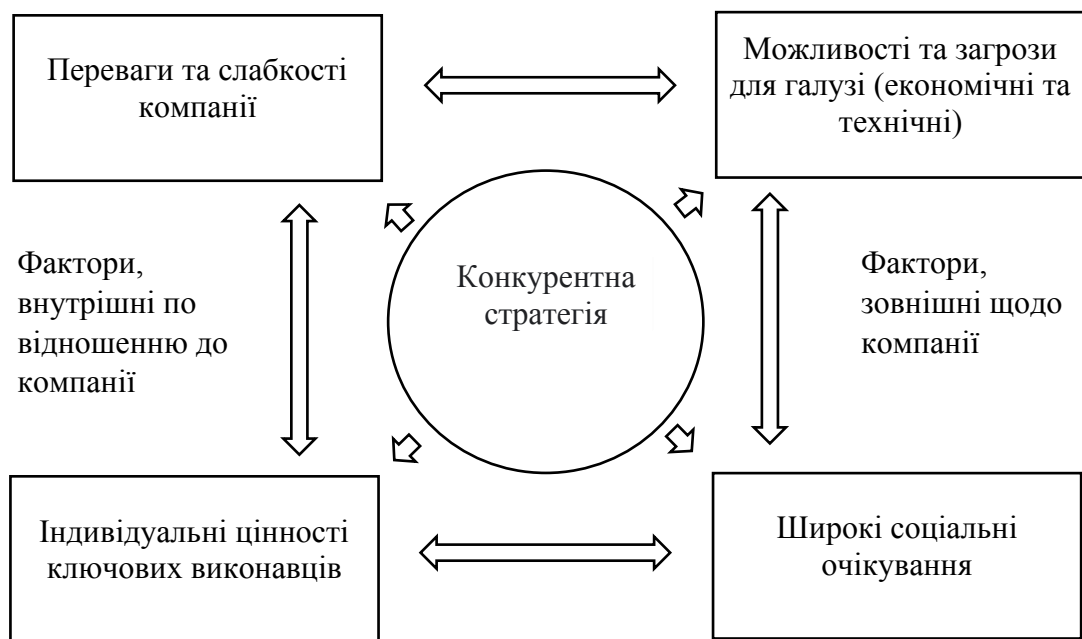 Переваги та слабкості
компанії
Можливості та загрози
для галузі (економічні та
технічні)
Фактори,
внутрішні по
відношенню до
компанії
Конкурентна
стратегія
Фактори,
зовнішні щодо
компанії
Індивідуальні цінності
ключових виконавців
Широкі соціальні
очікування